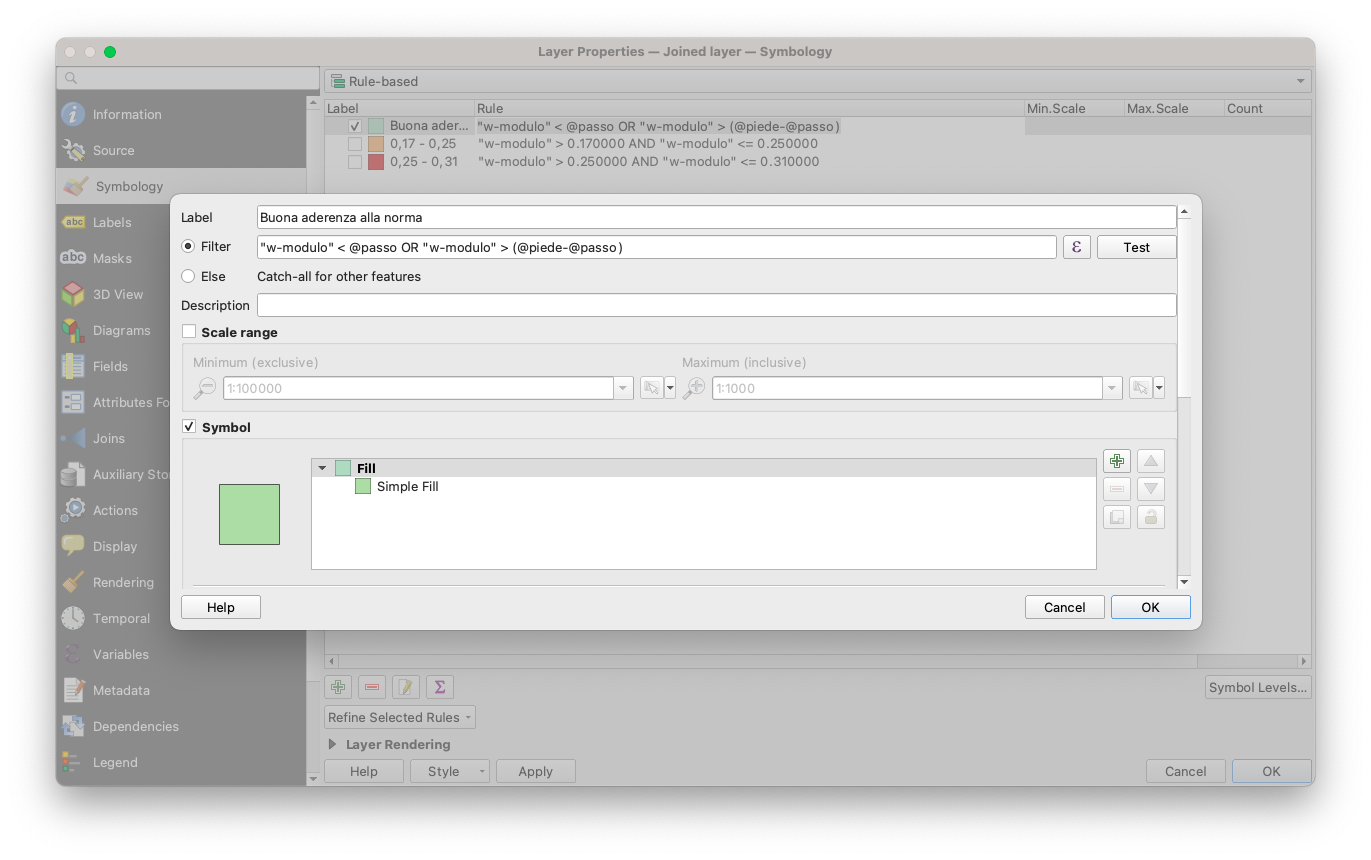 Layer Properties — Joined layer — Symbology
Information
Source
Symbology
Labels
Masks
3D View
Diagrams
Fields
Attributes Fo
Joins
Auxiliary Sto
Actions
Display
Rendering
Temporal
Variables
Metadata
Dependencies
Legend
Rule-based
Label Rule Min.Scale Max.Scale Count
Buona ader... "w-modulo" < @passo OR "w-modulo" > (@piede-@passo)
0,17 - 0,25 "w-modulo" > 0.170000 AND "w-modulo" <= 0.250000
0,25 - 0,31 "w-modulo" > 0.250000 AND "w-modulo" <= 0.310000
Label Buona aderenza alla norma
Filter "w-modulo" < @passo OR "w-modulo" > (@piede-@passo) ε Test
Else Catch-all for other features
Description
Scale range
Minimum (exclusive) Maximum (inclusive)
1:100000 1:1000
Symbol
Fill
Simple Fill
Help Cancel OK
Σ Symbol Levels...
Refine Selected Rules
Layer Rendering
Help Style Apply Cancel OK